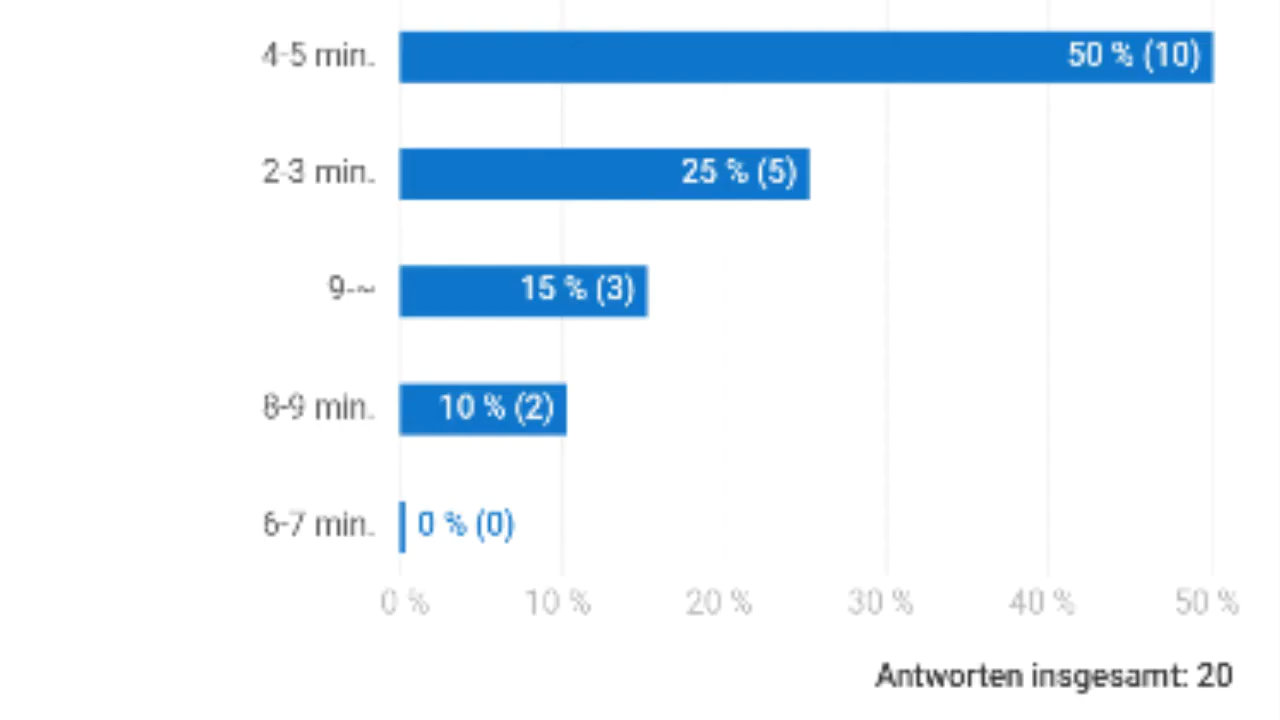 4-5 min. 50 % (10)
2-3 min. 25 % (5)
9-~ 15 % (3)
8-9 min. 10 % (2)
6-7 min. 0 % (0)
0 % 10 % 20 % 30 % 40 % 50 %
Antworten insgesamt: 20